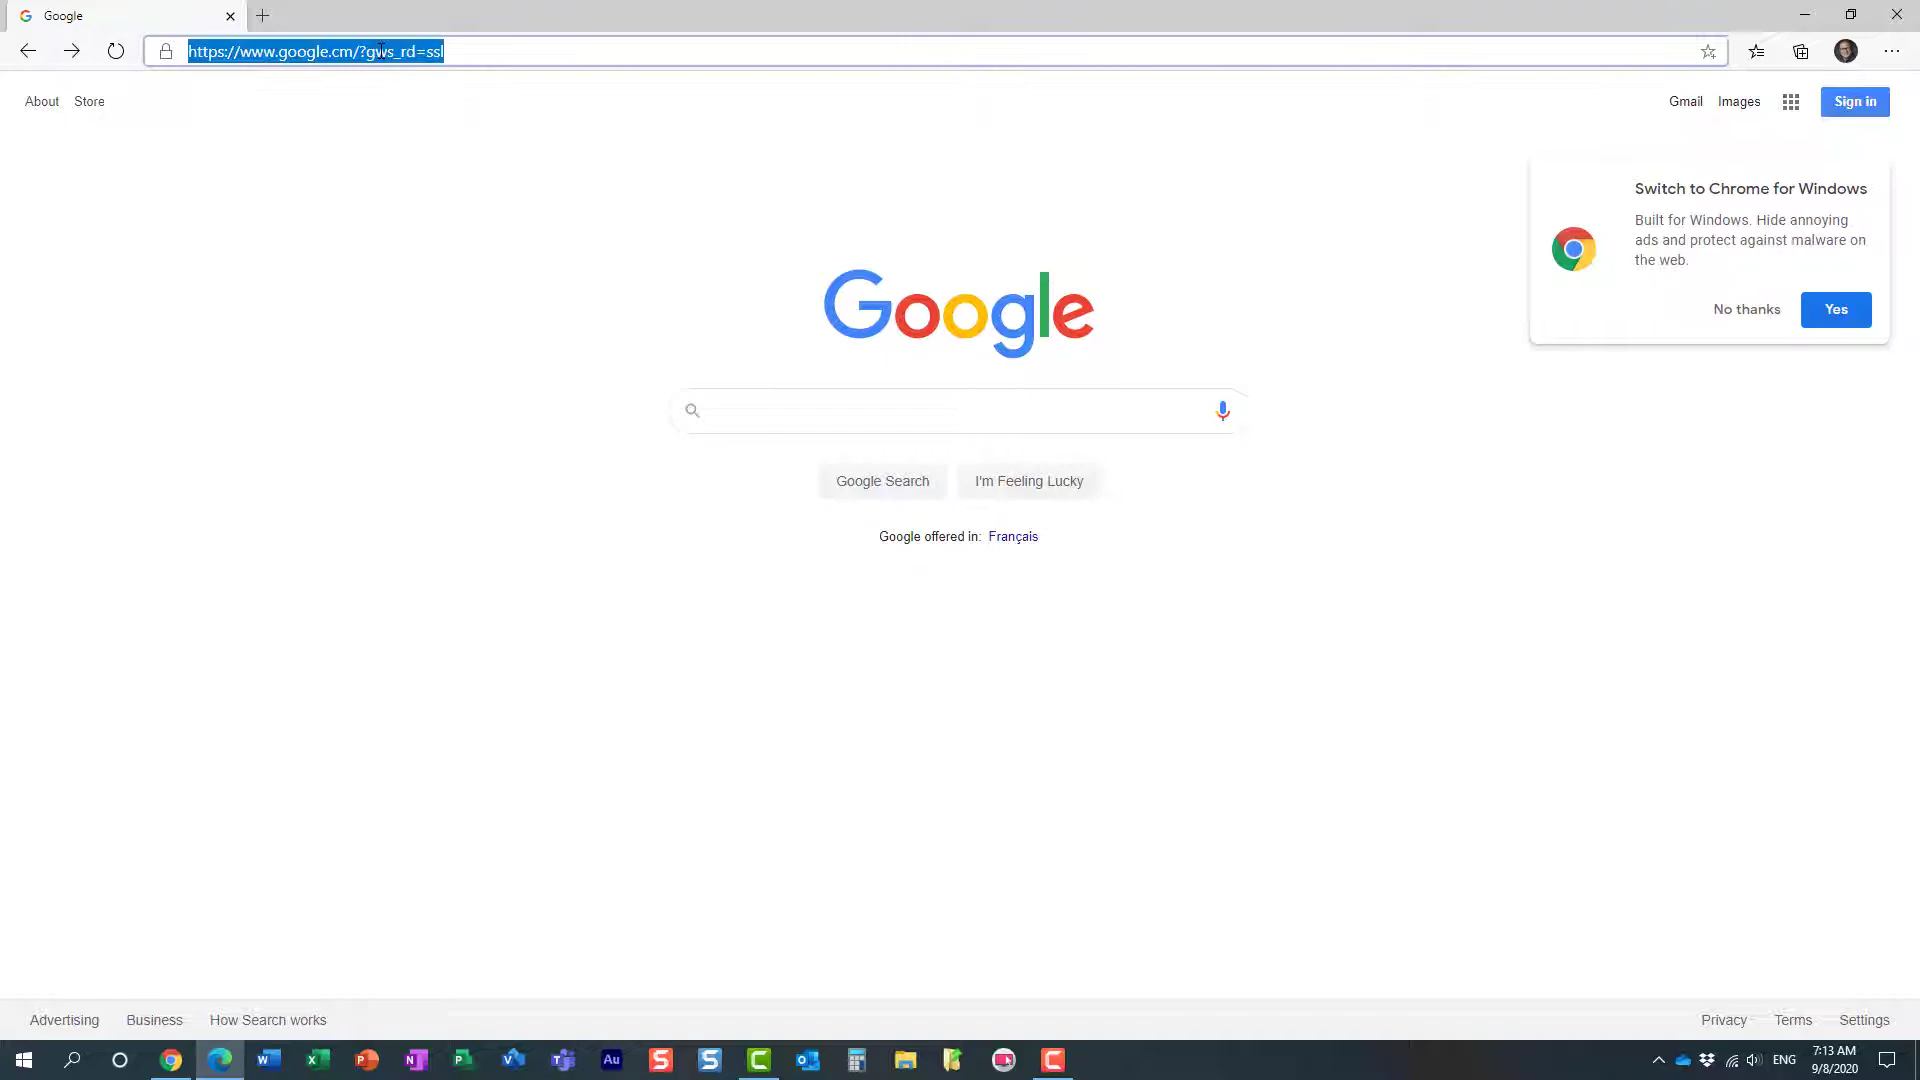 Google
https://www.google.cm/?gws_rd=ssl
About Store
Gmail Images Sign in
Switch to Chrome for Windows
Built for Windows. Hide annoying
ads and protect against malware on
the web.
No thanks Yes
Google
Google Search I'm Feeling Lucky
Google offered in: Français
Advertising Business How Search works
Privacy Terms Settings
ENG
7:13 AM
9/8/2020